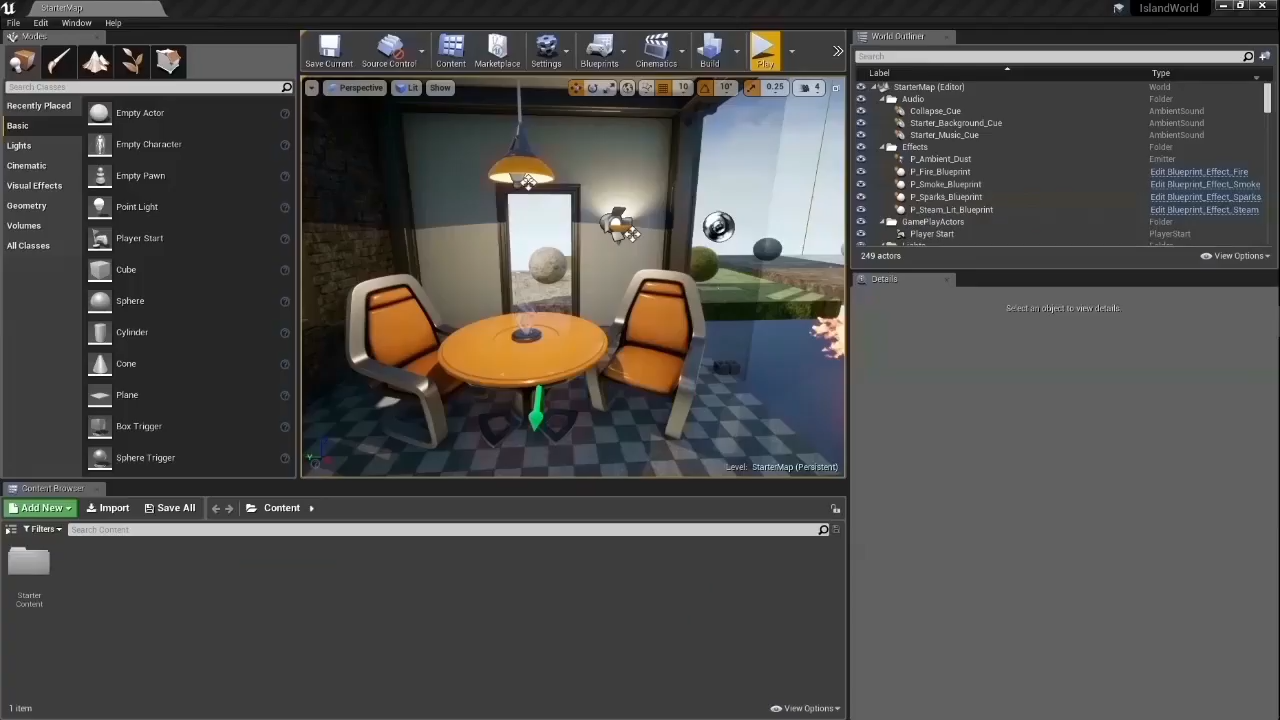 StarterMap
IslandWorld
File Edit Window Help
Modes
Search Classes
Recently Placed
Basic
Lights
Cinematic
Visual Effects
Geometry
Volumes
All Classes
Empty Actor
Empty Character
Empty Pawn
Point Light
Player Start
Cube
Sphere
Cylinder
Cone
Plane
Box Trigger
Sphere Trigger
Save Current Source Control Content Marketplace Settings Blueprints Cinematics Build Play
Perspective Lit Show 10 10° 0.25 4
Level: StarterMap (Persistent)
World Outliner
Search
Label Type
StarterMap (Editor) World
Audio Folder
Collapse_Cue AmbientSound
Starter_Background_Cue AmbientSound
Starter_Music_Cue AmbientSound
Effects Folder
P_Ambient_Dust Emitter
P_Fire_Blueprint Edit Blueprint_Effect_Fire
P_Smoke_Blueprint Edit Blueprint_Effect_Smoke
P_Sparks_Blueprint Edit Blueprint_Effect_Sparks
P_Steam_Lit_Blueprint Edit Blueprint_Effect_Steam
GamePlayActors Folder
Player Start PlayerStart
249 actors View Options
Details
Select an object to view details.
Content Browser
Add New Import Save All Content
Filters Search Content
Starter
Content
1 item View Options